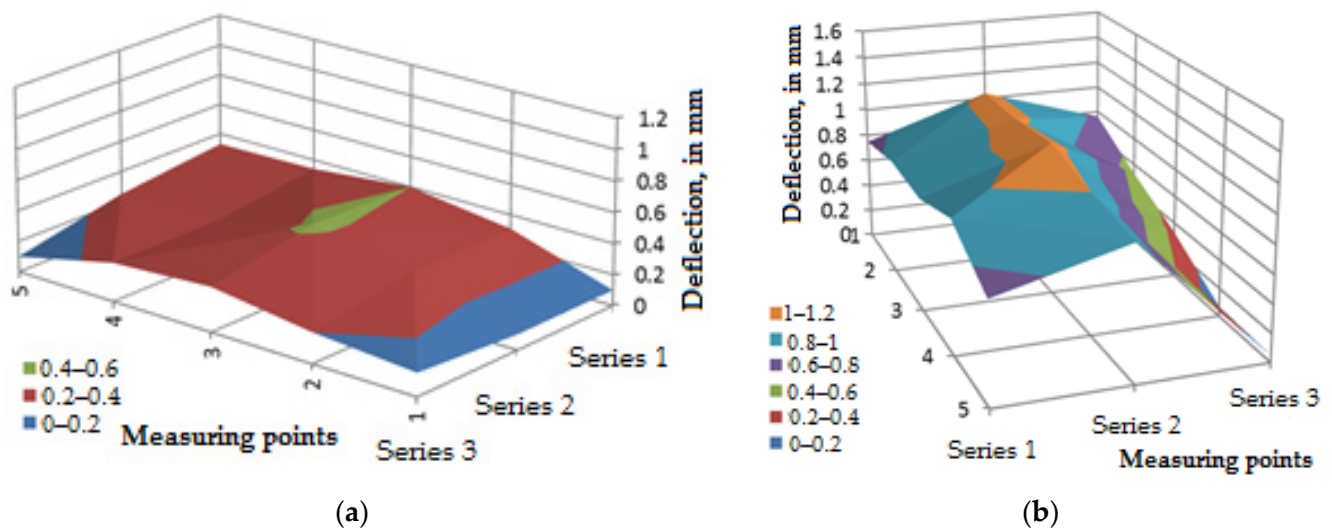 1.2
1
0.8
0.6
0.4
0.2
0
Deflection, in mm
5
4
3
2
1
Series 1
Series 2
Series 3
Measuring points
0.4–0.6
0.2–0.4
0–0.2
(a)
Deflection, in mm
1.6
1.4
1.2
1
0.8
0.6
0.4
0.2
0
1
2
3
4
5
Series 1
Series 2
Series 3
Measuring points
1–1.2
0.8–1
0.6–0.8
0.4–0.6
0.2–0.4
0–0.2
(b)